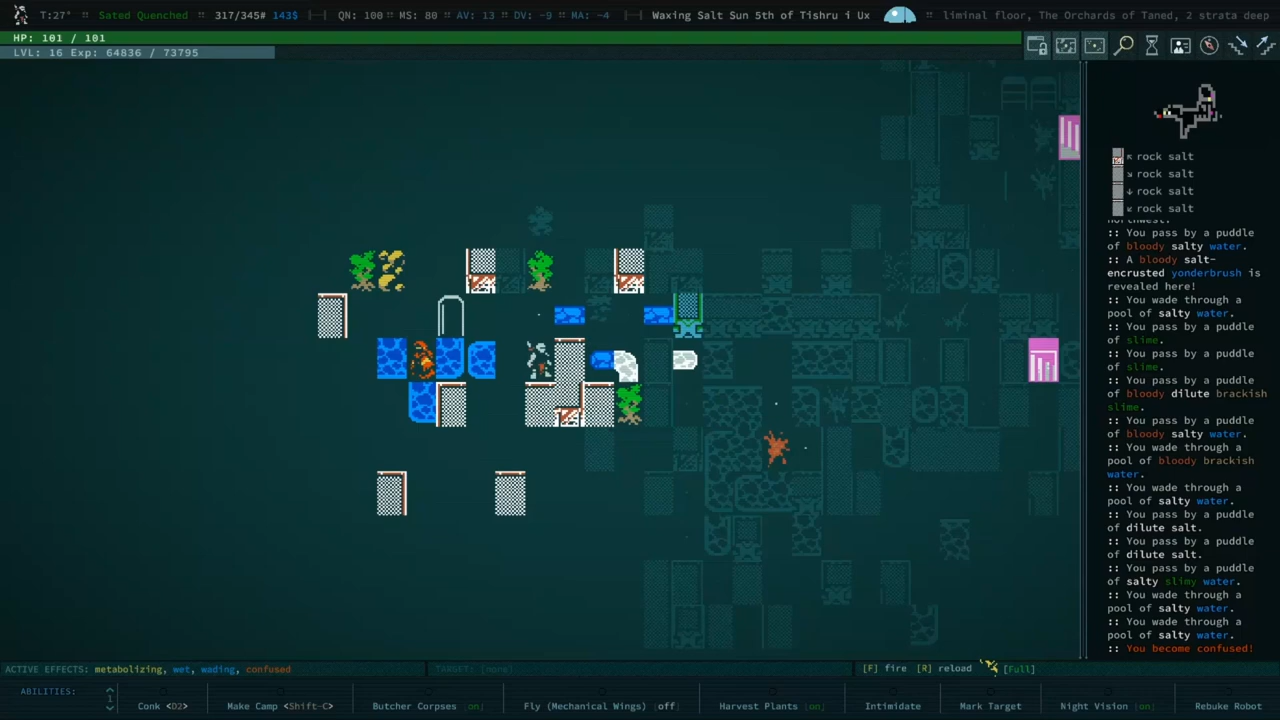 T:27° :: Sated Quenched :: 317/345# 143$ QN: 100 :: MS: 80 :: AV: 13 :: DV: -9 :: MA: -4 Waxing Salt Sun 5th of Tishru i Ux :: liminal floor, The Orchards of Taned, 2 strata deep
HP: 101 / 101
LVL: 16 Exp: 64836 / 73795
rock salt
rock salt
rock salt
rock salt
northwest.
:: You pass by a puddle
of bloody salty water.
:: A bloody salt-
encrusted yonderbrush is
revealed here!
:: You wade through a
pool of salty water.
:: You pass by a puddle
of slime.
:: You pass by a puddle
of slime.
:: You pass by a puddle
of bloody dilute brackish
slime.
:: You pass by a puddle
of bloody salty water.
:: You wade through a
pool of bloody brackish
water.
:: You wade through a
pool of salty water.
:: You pass by a puddle
of dilute salt.
:: You pass by a puddle
of dilute salt.
:: You pass by a puddle
of salty slimy water.
:: You wade through a
pool of salty water.
:: You wade through a
pool of salty water.
:: You become confused!
ACTIVE EFFECTS: metabolizing, wet, wading, confused TARGET: [none] [F] fire [R] reload [Full]
ABILITIES: 1 Conk <02> Make Camp <Shift-C> Butcher Corpses [on] Fly (Mechanical Wings) [off] Harvest Plants [on] Intimidate Mark Target Night Vision [on] Rebuke Robot